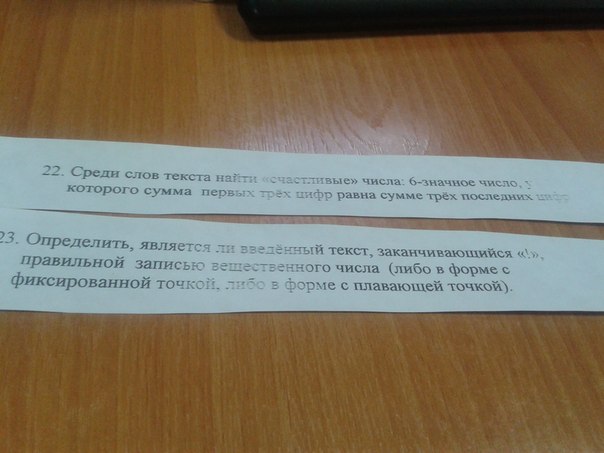 22. Среди слов текста найти «счастливые» числа: 6-значное число, у
которого сумма первых трёх цифр равна сумме трёх последних цифр
23. Определить, является ли введённый текст, заканчивающийся «!»,
правильной записью вещественного числа (либо в форме с
фиксированной точкой, либо в форме с плавающей точкой).